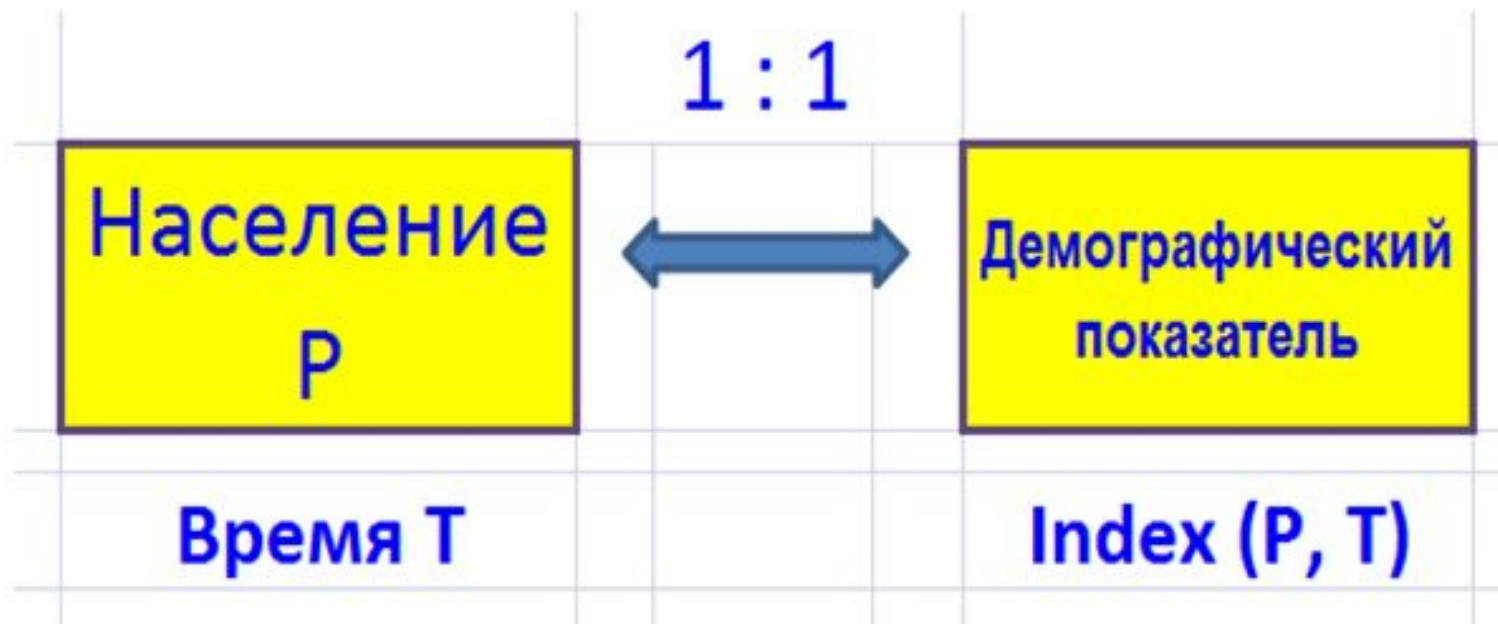 1 : 1
Население
Р
Демографический
показатель
Время Т
Index (P, T)